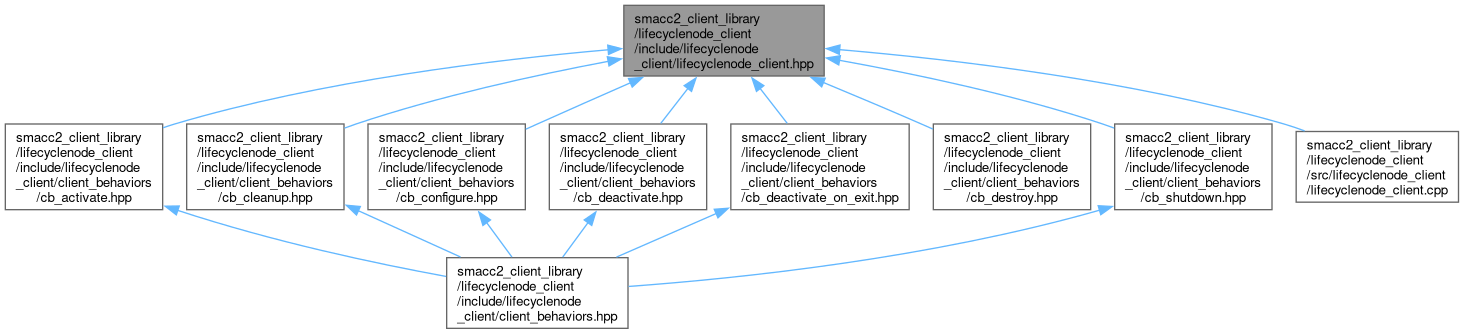 smacc2_client_library
/lifecyclenode_client
/include/lifecyclenode
_client/lifecyclenode_client.hpp
smacc2_client_library
/lifecyclenode_client
/include/lifecyclenode
_client/client_behaviors
/cb_activate.hpp
smacc2_client_library
/lifecyclenode_client
/include/lifecyclenode
_client/client_behaviors
/cb_cleanup.hpp
smacc2_client_library
/lifecyclenode_client
/include/lifecyclenode
_client/client_behaviors
/cb_configure.hpp
smacc2_client_library
/lifecyclenode_client
/include/lifecyclenode
_client/client_behaviors
/cb_deactivate.hpp
smacc2_client_library
/lifecyclenode_client
/include/lifecyclenode
_client/client_behaviors
/cb_deactivate_on_exit.hpp
smacc2_client_library
/lifecyclenode_client
/include/lifecyclenode
_client/client_behaviors
/cb_destroy.hpp
smacc2_client_library
/lifecyclenode_client
/include/lifecyclenode
_client/client_behaviors
/cb_shutdown.hpp
smacc2_client_library
/lifecyclenode_client
/src/lifecyclenode_client
/lifecyclenode_client.cpp
smacc2_client_library
/lifecyclenode_client
/include/lifecyclenode
_client/client_behaviors.hpp